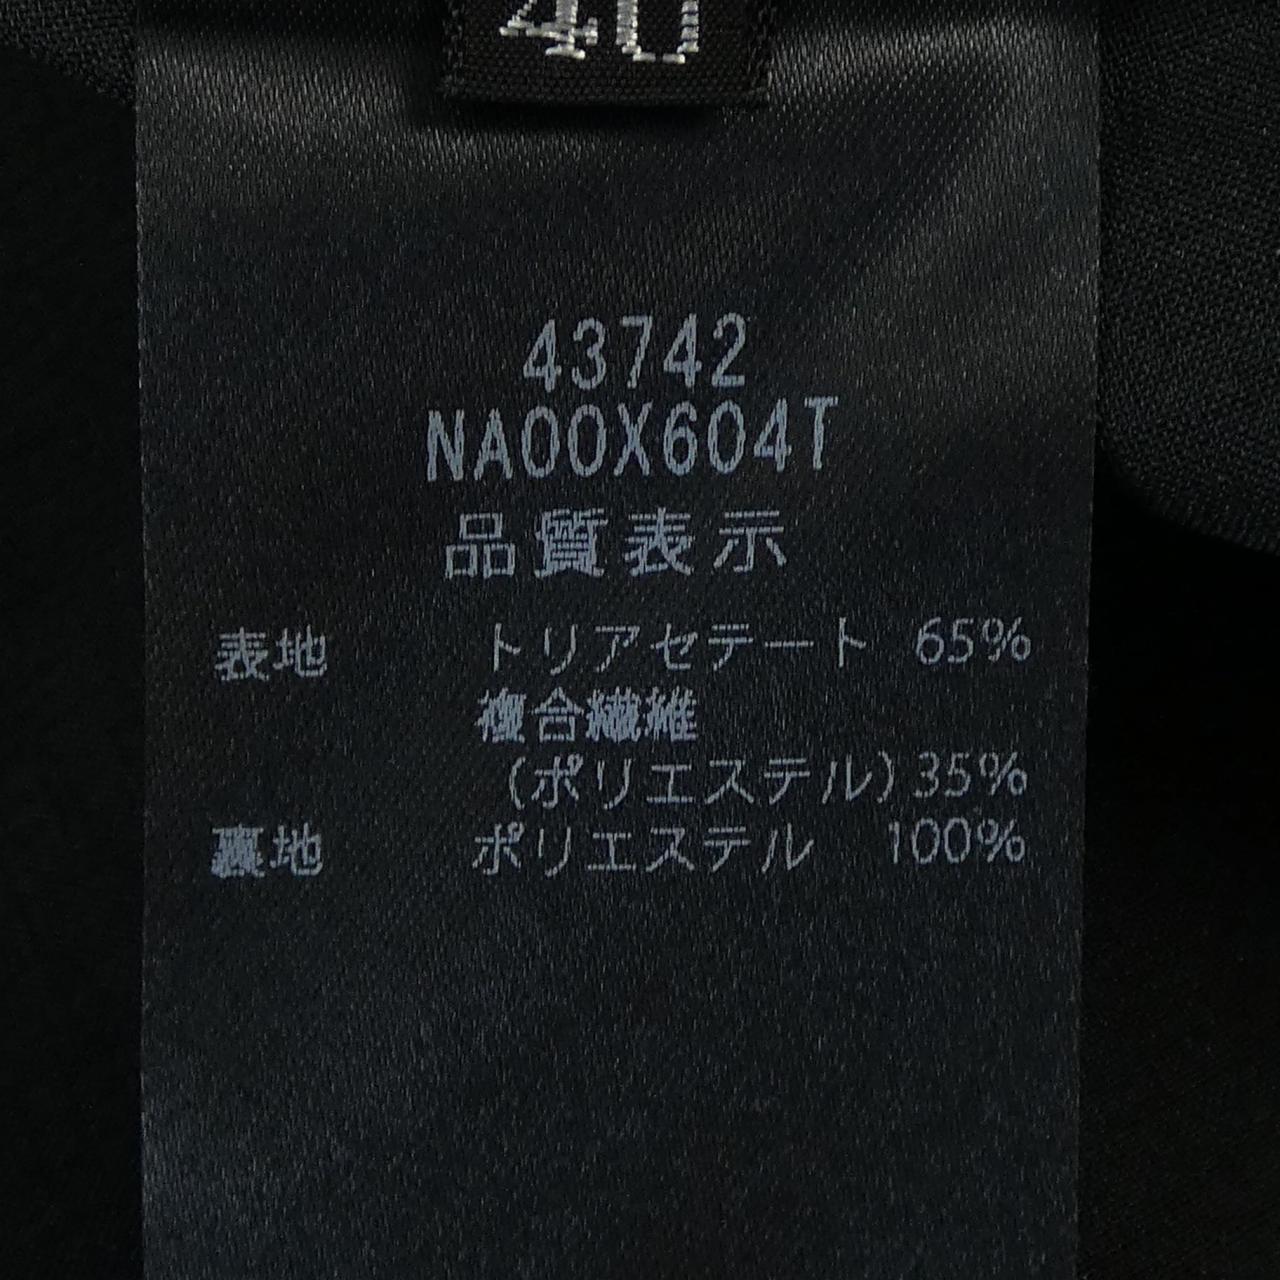 40
43742
NA00X604T
品質表示
表地 トリアセテート 65%
複合繊維
(ポリエステル) 35%
裏地 ポリエステル 100%